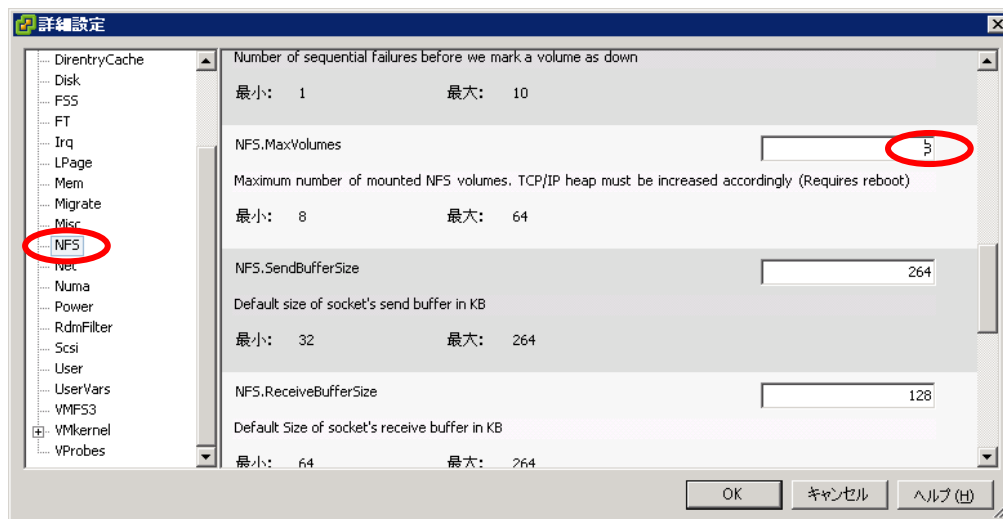 詳細設定
DirentryCache
Disk
FSS
FT
Irq
LPage
Mem
Migrate
Misc
NFS
Net
Numa
Power
RdmFilter
Scsi
User
UserVars
VMFS3
VMkernel
VProbes
Number of sequential failures before we mark a volume as down
最小: 1 最大: 10
NFS.MaxVolumes
Maximum number of mounted NFS volumes. TCP/IP heap must be increased accordingly (Requires reboot)
最小: 8 最大: 64
NFS.SendBufferSize 264
Default size of socket's send buffer in KB
最小: 32 最大: 264
NFS.ReceiveBufferSize 128
Default Size of socket's receive buffer in KB
最小: 64 最大: 264
OK キャンセル ヘルプ(H)